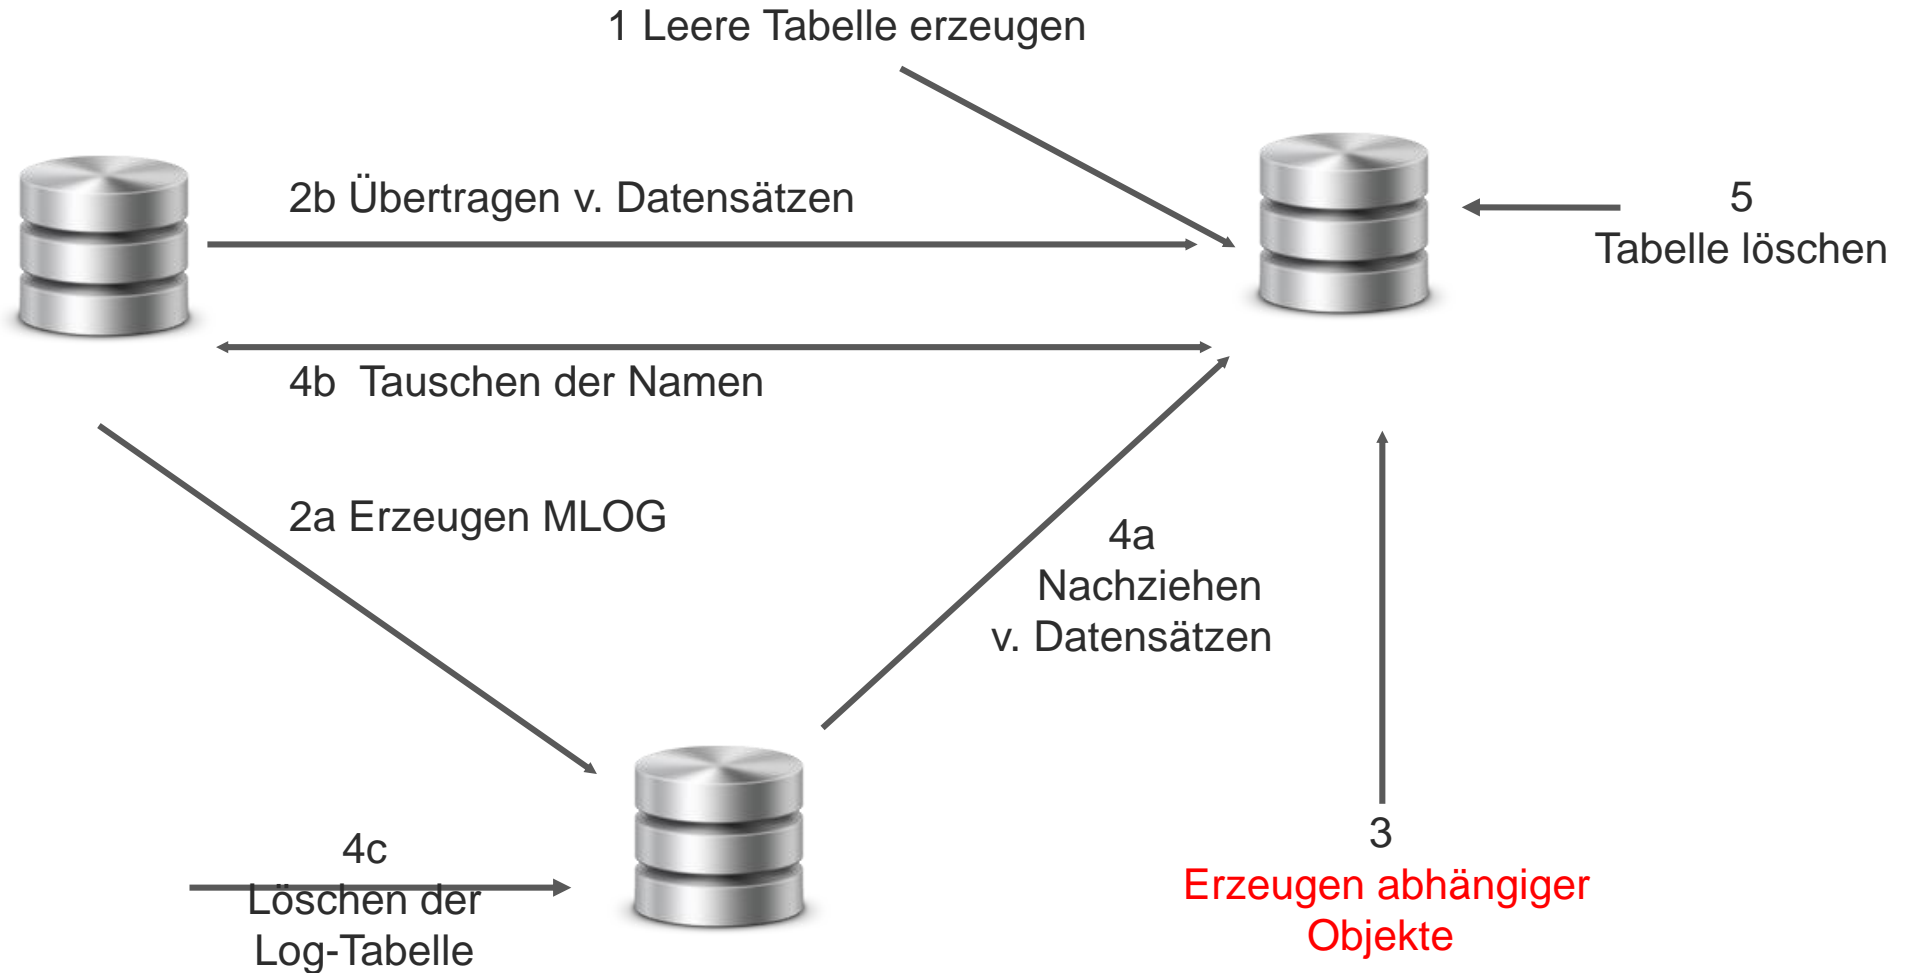 1 Leere Tabelle erzeugen
2b Übertragen v. Datensätzen
5
Tabelle löschen
4b  Tauschen der Namen
2a Erzeugen MLOG
4a
Nachziehen
v. Datensätzen
3
Erzeugen abhängiger
Objekte
4c
Löschen der
Log-Tabelle